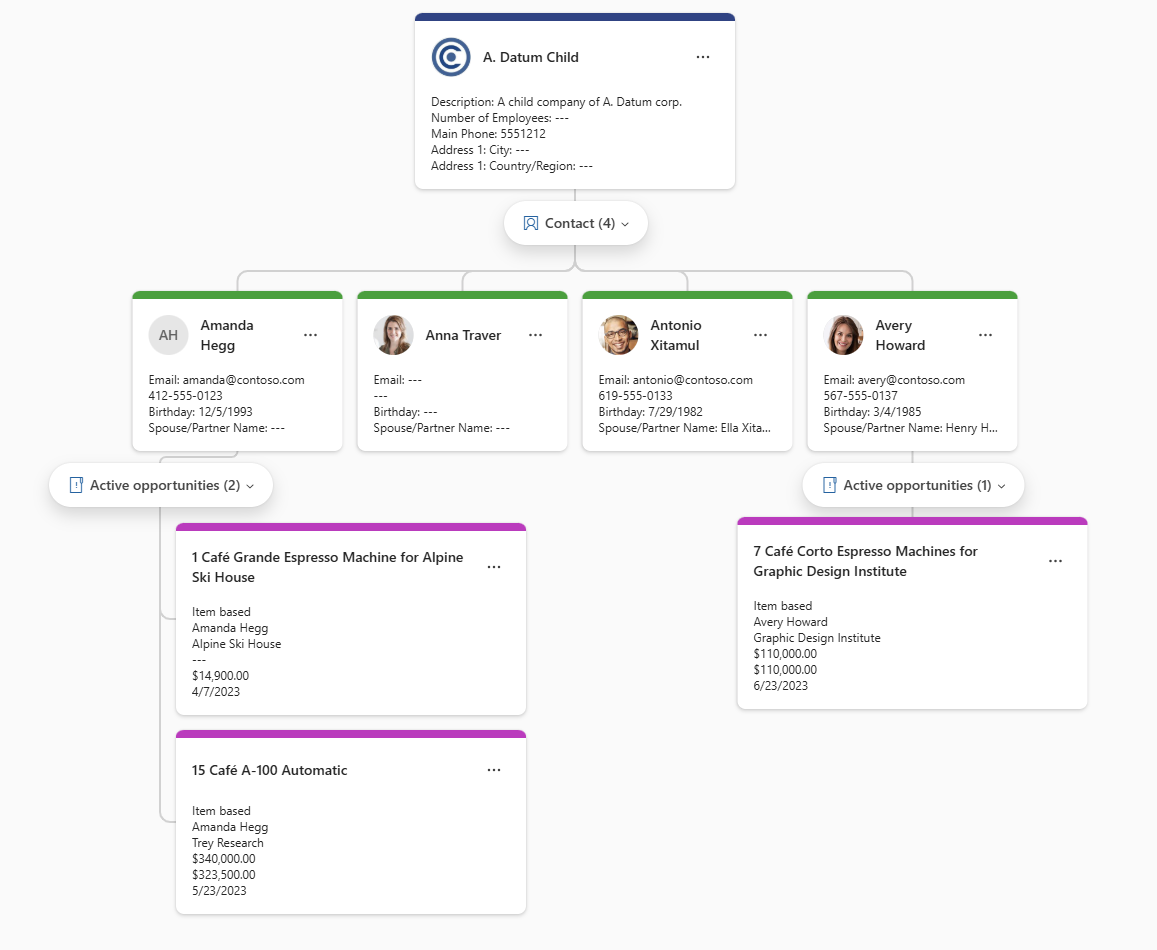 A. Datum Child
Description: A child company of A. Datum corp.
Number of Employees: ---
Main Phone: 5551212
Address 1: City: ---
Address 1: Country/Region: ---
Contact (4)
AH
Amanda
Hegg
Email: amanda@contoso.com
412-555-0123
Birthday: 12/5/1993
Spouse/Partner Name: ---
Anna Traver
Email: ---
---
Birthday: ---
Spouse/Partner Name: ---
Antonio
Xitamul
Email: antonio@contoso.com
619-555-0133
Birthday: 7/29/1982
Spouse/Partner Name: Ella Xita...
Avery
Howard
Email: avery@contoso.com
567-555-0137
Birthday: 3/4/1985
Spouse/Partner Name: Henry H...
Active opportunities (2)
1 Café Grande Espresso Machine for Alpine
Ski House
Item based
Amanda Hegg
Alpine Ski House
---
$14,900.00
4/7/2023
15 Café A-100 Automatic
Item based
Amanda Hegg
Trey Research
$340,000.00
$323,500.00
5/23/2023
Active opportunities (1)
7 Café Corto Espresso Machines for
Graphic Design Institute
Item based
Avery Howard
Graphic Design Institute
$110,000.00
$110,000.00
6/23/2023